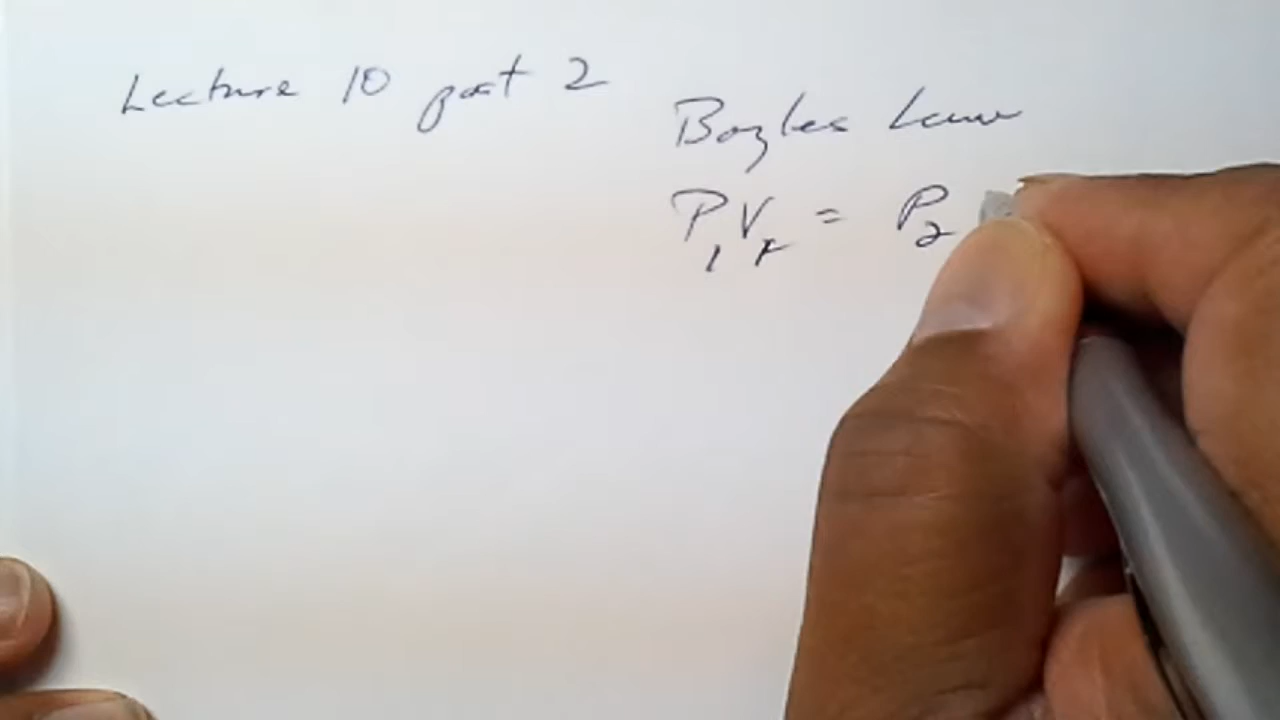 Lecture 10 part 2
Boyles Law
P₁V₁ = P₂